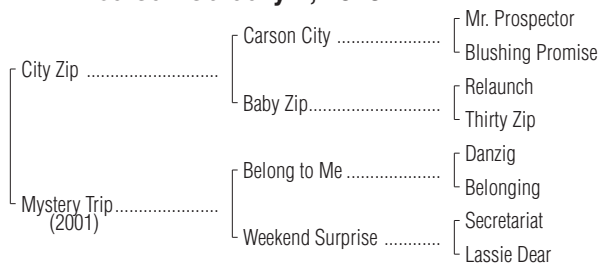 Mr. Prospector
Carson City
Blushing Promise
City Zip
Relaunch
Baby Zip
Thirty Zip
Danzig
Belong to Me
Belonging
Mystery Trip
(2001)
Secretariat
Weekend Surprise
Lassie Dear